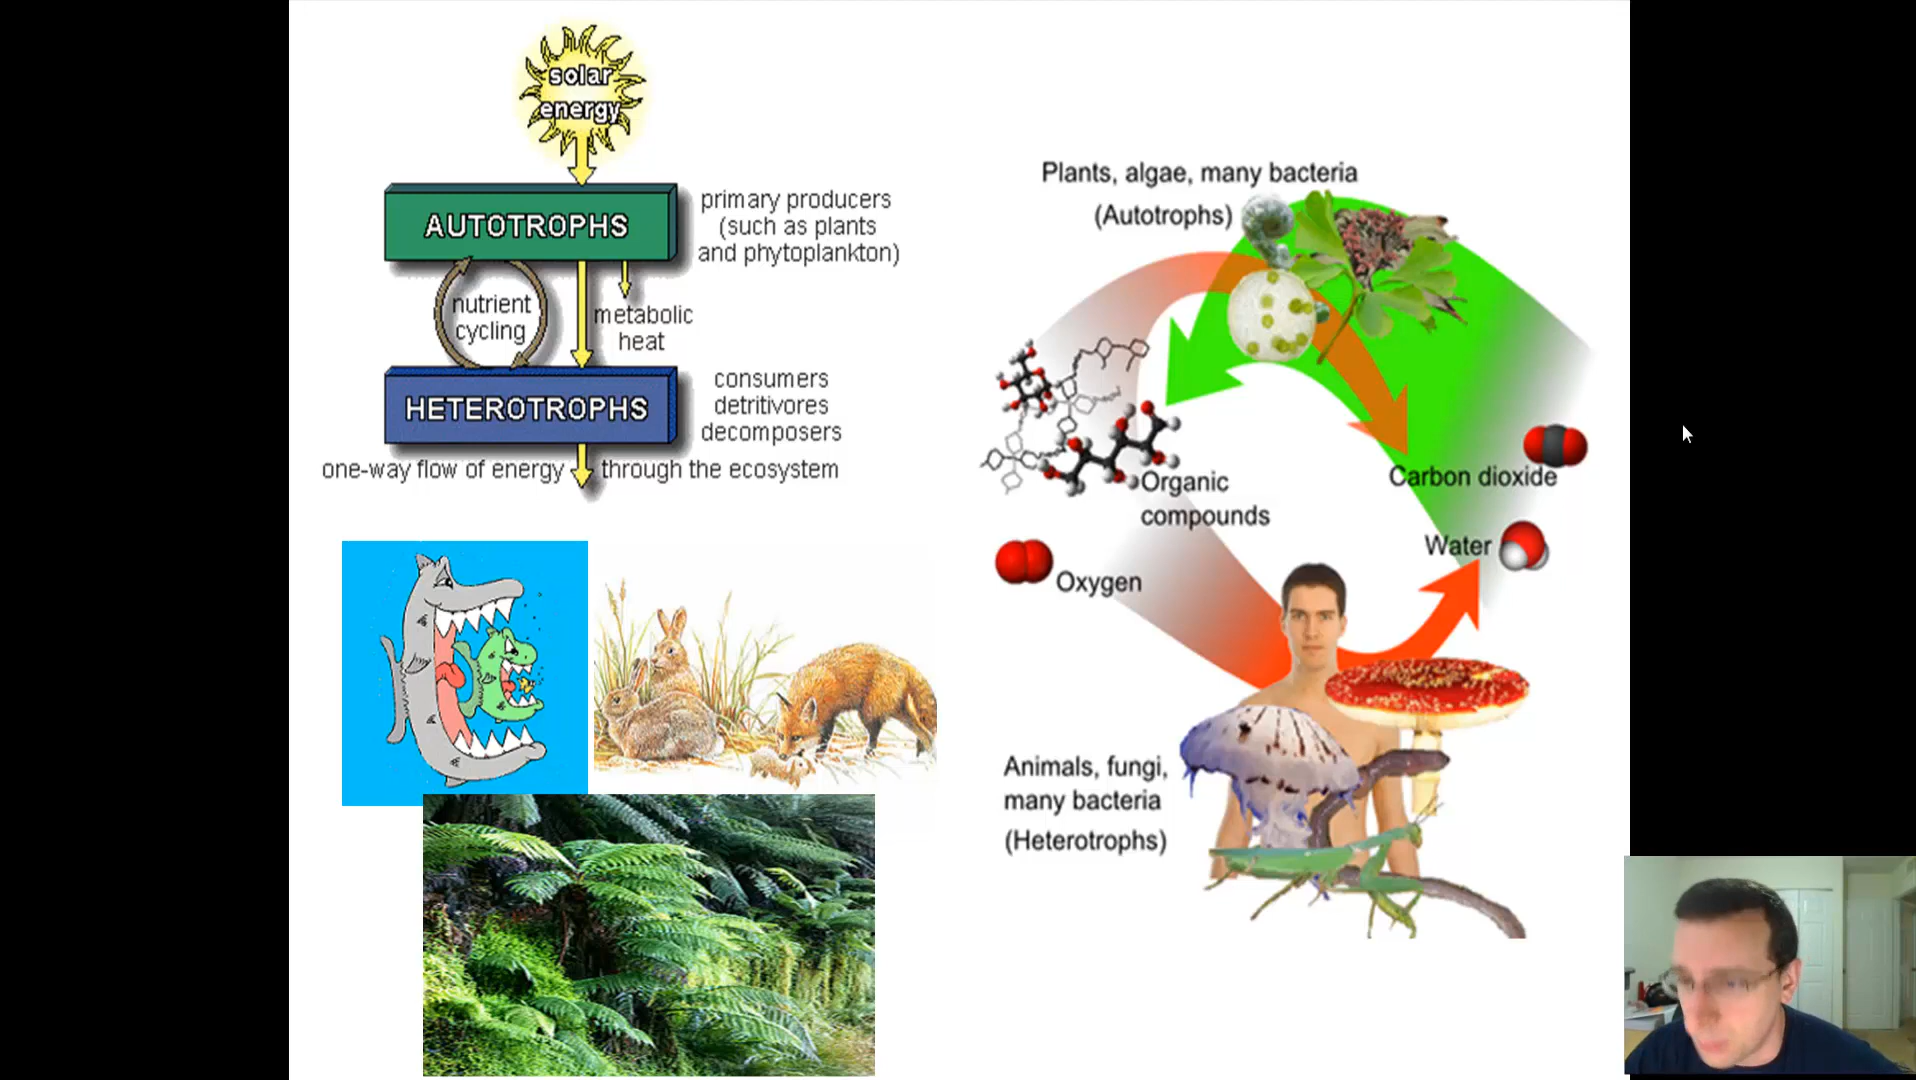 solar
energy
AUTOTROPHS
primary producers
(such as plants
and phytoplankton)
nutrient
cycling
metabolic
heat
HETEROTROPHS
consumers
detritivores
decomposers
one-way flow of energy through the ecosystem
Plants, algae, many bacteria
(Autotrophs)
Carbon dioxide
Organic
compounds
Water
Oxygen
Animals, fungi,
many bacteria
(Heterotrophs)